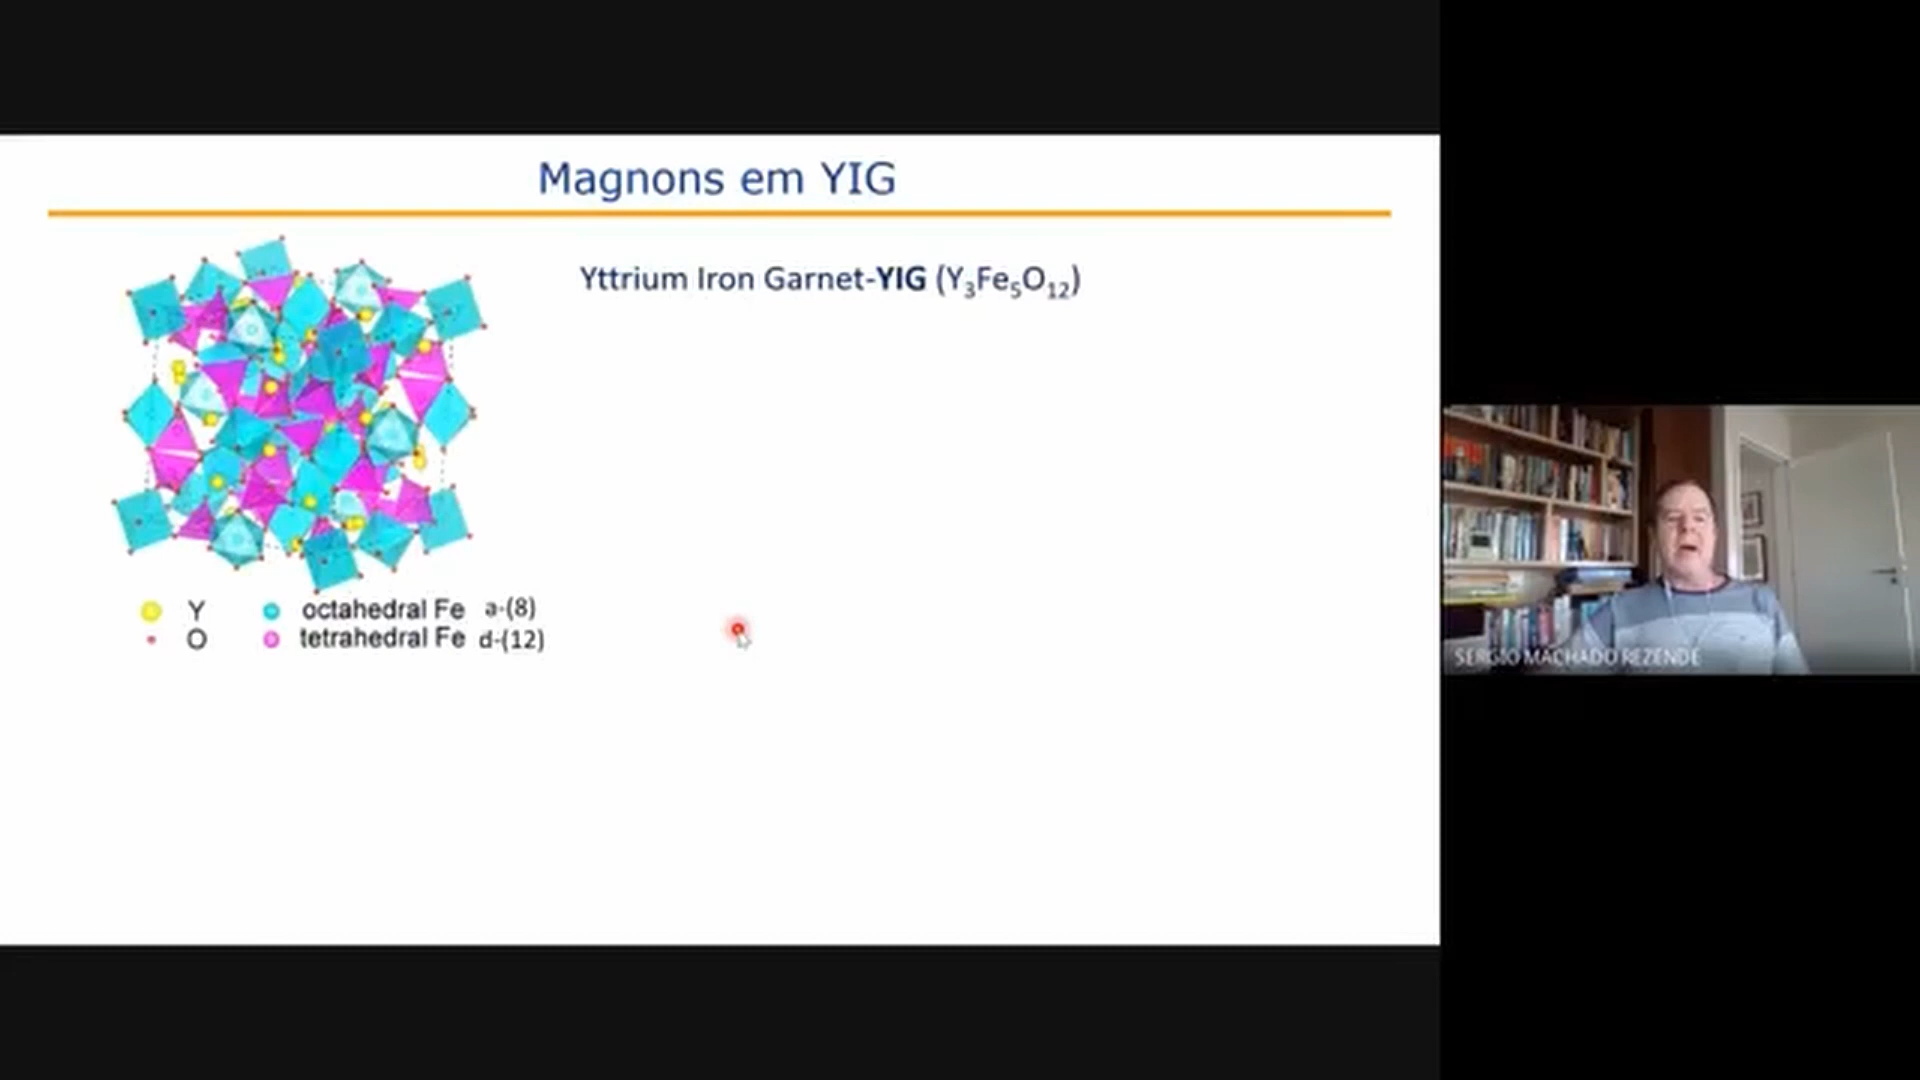 Magnons em YIG
Yttrium Iron Garnet-YIG (Y₃Fe₅O₁₂)
Y octahedral Fe a-(8)
O tetrahedral Fe d-(12)
SERGIO MACHADO REZENDE